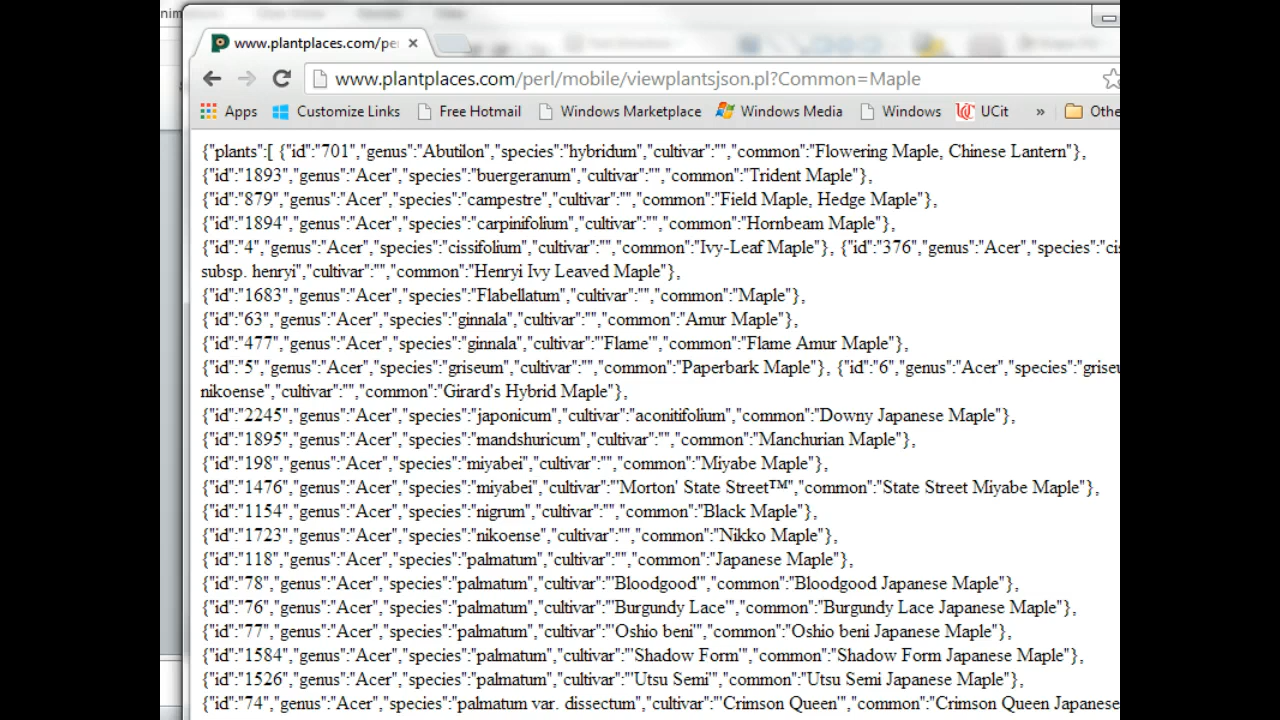 www.plantplaces.com/pe
www.plantplaces.com/perl/mobile/viewplantsjson.pl?Common=Maple
Apps Customize Links Free Hotmail Windows Marketplace Windows Media Windows UCit » Othe
{"plants":[ {"id":"701","genus":"Abutilon","species":"hybridum","cultivar":"","common":"Flowering Maple, Chinese Lantern"},
{"id":"1893","genus":"Acer","species":"buergeranum","cultivar":"","common":"Trident Maple"},
{"id":"879","genus":"Acer","species":"campestre","cultivar":"","common":"Field Maple, Hedge Maple"},
{"id":"1894","genus":"Acer","species":"carpinifolium","cultivar":"","common":"Hornbeam Maple"},
{"id":"4","genus":"Acer","species":"cissifolium","cultivar":"","common":"Ivy-Leaf Maple"}, {"id":"376","genus":"Acer","species":"cis
subsp. henryi","cultivar":"","common":"Henryi Ivy Leaved Maple"},
{"id":"1683","genus":"Acer","species":"Flabellatum","cultivar":"","common":"Maple"},
{"id":"63","genus":"Acer","species":"ginnala","cultivar":"","common":"Amur Maple"},
{"id":"477","genus":"Acer","species":"ginnala","cultivar":"'Flame'","common":"Flame Amur Maple"},
{"id":"5","genus":"Acer","species":"griseum","cultivar":"","common":"Paperbark Maple"}, {"id":"6","genus":"Acer","species":"griseu
nikoense","cultivar":"","common":"Girard's Hybrid Maple"},
{"id":"2245","genus":"Acer","species":"japonicum","cultivar":"aconitifolium","common":"Downy Japanese Maple"},
{"id":"1895","genus":"Acer","species":"mandshuricum","cultivar":"","common":"Manchurian Maple"},
{"id":"198","genus":"Acer","species":"miyabei","cultivar":"","common":"Miyabe Maple"},
{"id":"1476","genus":"Acer","species":"miyabei","cultivar":"'Morton' State Street™","common":"State Street Miyabe Maple"},
{"id":"1154","genus":"Acer","species":"nigrum","cultivar":"","common":"Black Maple"},
{"id":"1723","genus":"Acer","species":"nikoense","cultivar":"","common":"Nikko Maple"},
{"id":"118","genus":"Acer","species":"palmatum","cultivar":"","common":"Japanese Maple"},
{"id":"78","genus":"Acer","species":"palmatum","cultivar":"'Bloodgood'","common":"Bloodgood Japanese Maple"},
{"id":"76","genus":"Acer","species":"palmatum","cultivar":"'Burgundy Lace'","common":"Burgundy Lace Japanese Maple"},
{"id":"77","genus":"Acer","species":"palmatum","cultivar":"'Oshio beni'","common":"Oshio beni Japanese Maple"},
{"id":"1584","genus":"Acer","species":"palmatum","cultivar":"'Shadow Form'","common":"Shadow Form Japanese Maple"},
{"id":"1526","genus":"Acer","species":"palmatum","cultivar":"'Utsu Semi'","common":"Utsu Semi Japanese Maple"},
{"id":"74","genus":"Acer","species":"palmatum var. dissectum","cultivar":"'Crimson Queen'","common":"Crimson Queen Japanese